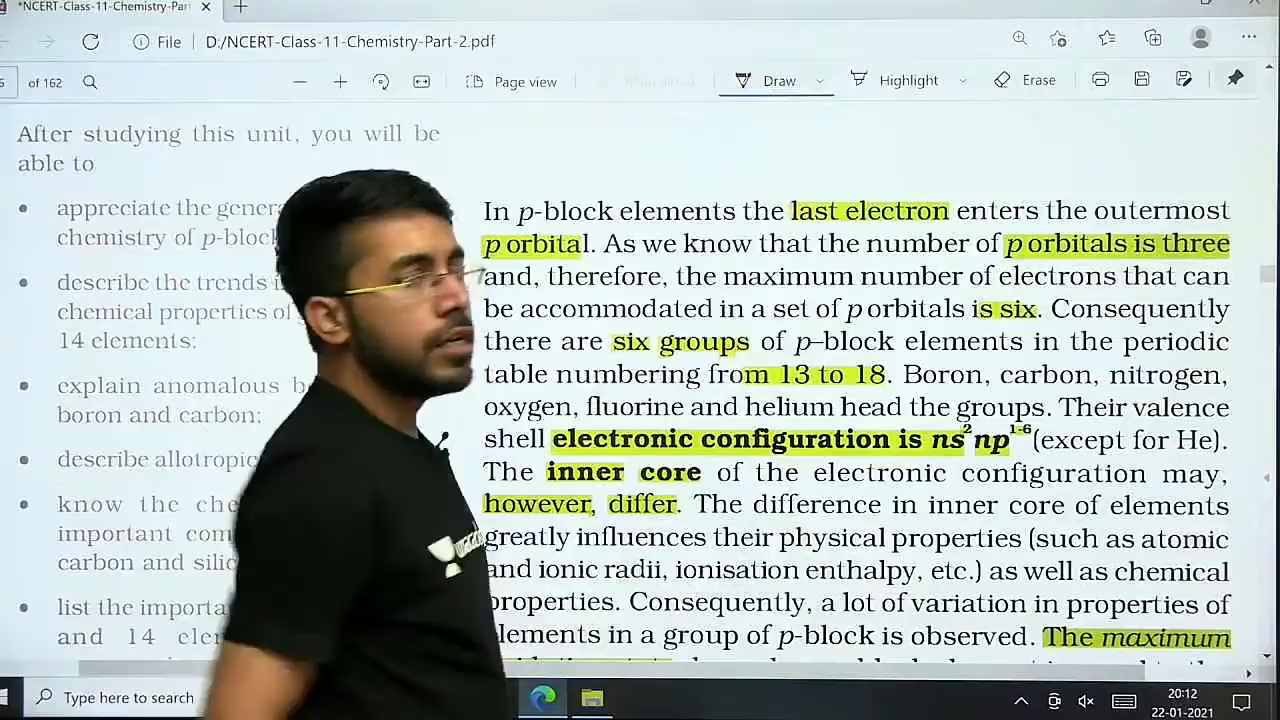 *NCERT-Class-11-Chemistry-Part
File D:/NCERT-Class-11-Chemistry-Part-2.pdf
of 162 Page view Read aloud Draw Highlight Erase
After studying this unit, you will be
able to
• appreciate the
chemistry of p-block
• describe the trends
chemical properties of
14 elements:
• explain anomalous
boron and carbon;
• describe
• know the
important
carbon and
• list the
and 14
In p-block elements the last electron enters the outermost
p orbital. As we know that the number of p orbitals is three
and, therefore, the maximum number of electrons that can
be accommodated in a set of p orbitals is six. Consequently
there are six groups of p–block elements in the periodic
table numbering from 13 to 18. Boron, carbon, nitrogen,
oxygen, fluorine and helium head the groups. Their valence
shell electronic configuration is ns²np¹⁻⁶ (except for He).
The inner core of the electronic configuration may,
however, differ. The difference in inner core of elements
greatly influences their physical properties (such as atomic
and ionic radii, ionisation enthalpy, etc.) as well as chemical
properties. Consequently, a lot of variation in properties of
elements in a group of p-block is observed. The maximum
Type here to search
20:12
22-01-2021